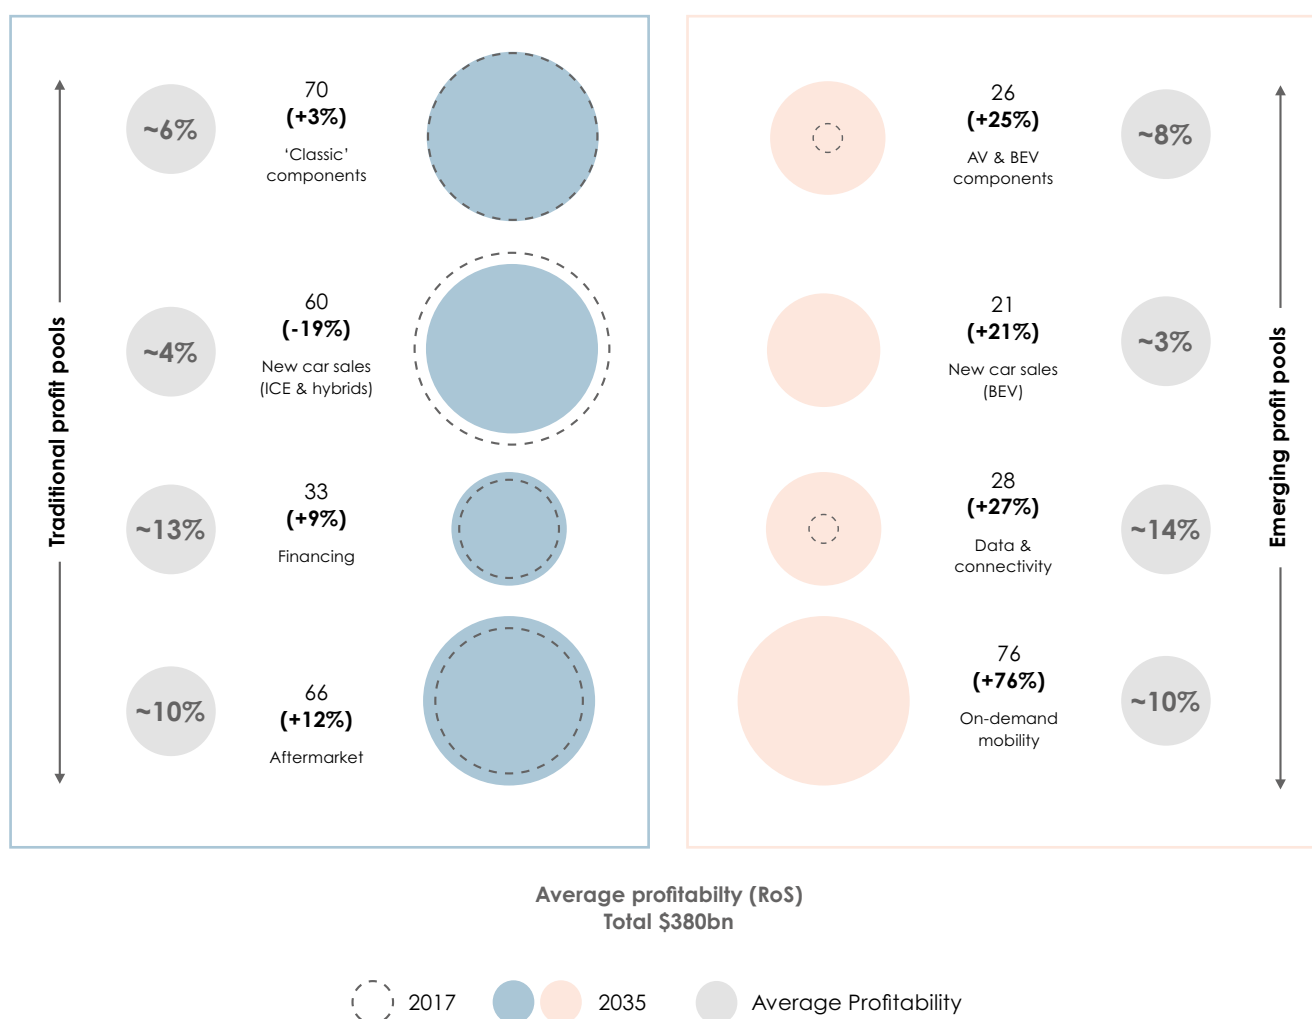 Traditional profit pools
~6%
70
(+3%)
‘Classic’
components
~4%
60
(-19%)
New car sales
(ICE & hybrids)
~13%
33
(+9%)
Financing
~10%
66
(+12%)
Aftermarket
26
(+25%)
AV & BEV
components
~8%
21
(+21%)
New car sales
(BEV)
~3%
28
(+27%)
Data &
connectivity
~14%
76
(+76%)
On-demand
mobility
~10%
Emerging profit pools
Average profitabilty (RoS)
Total $380bn
2017
2035
Average Profitability